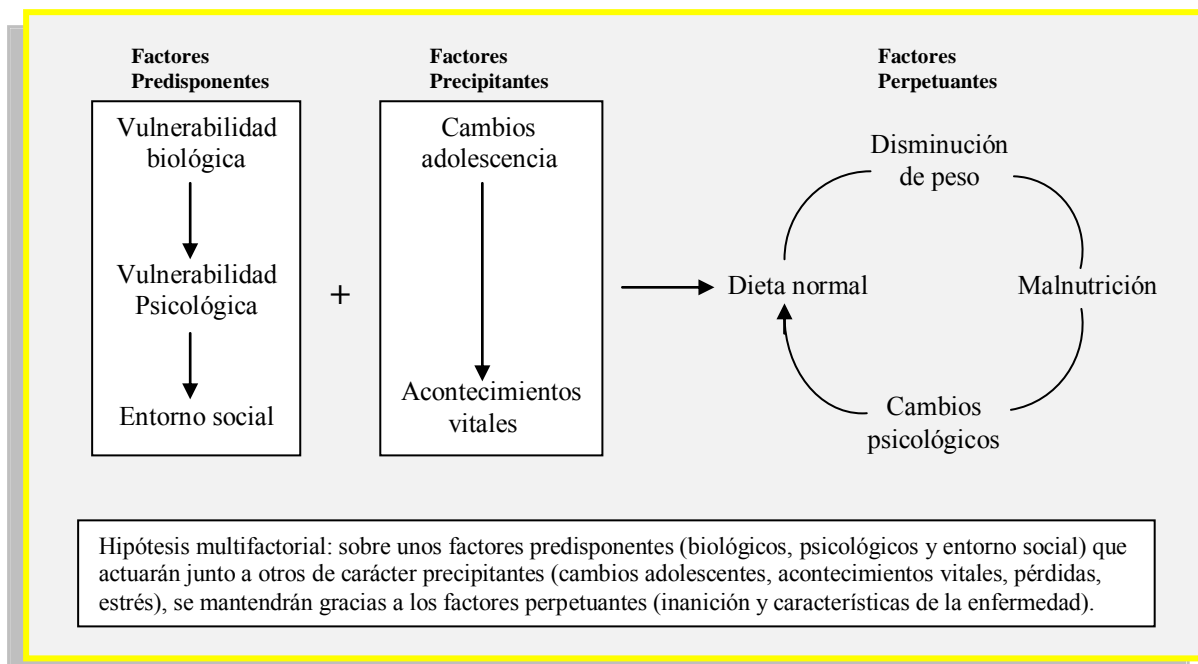 Factores
Predisponentes
Vulnerabilidad
biológica
Vulnerabilidad
Psicológica
Entorno social
+
Factores
Precipitantes
Cambios
adolescencia
Acontecimientos
vitales
Factores
Perpetuantes
Disminución
de peso
Dieta normal
Malnutrición
Cambios
psicológicos
Hipótesis multifactorial: sobre unos factores predisponentes (biológicos, psicológicos y entorno social) que
actuarán junto a otros de carácter precipitantes (cambios adolescentes, acontecimientos vitales, pérdidas,
estrés), se mantendrán gracias a los factores perpetuantes (inanición y características de la enfermedad).